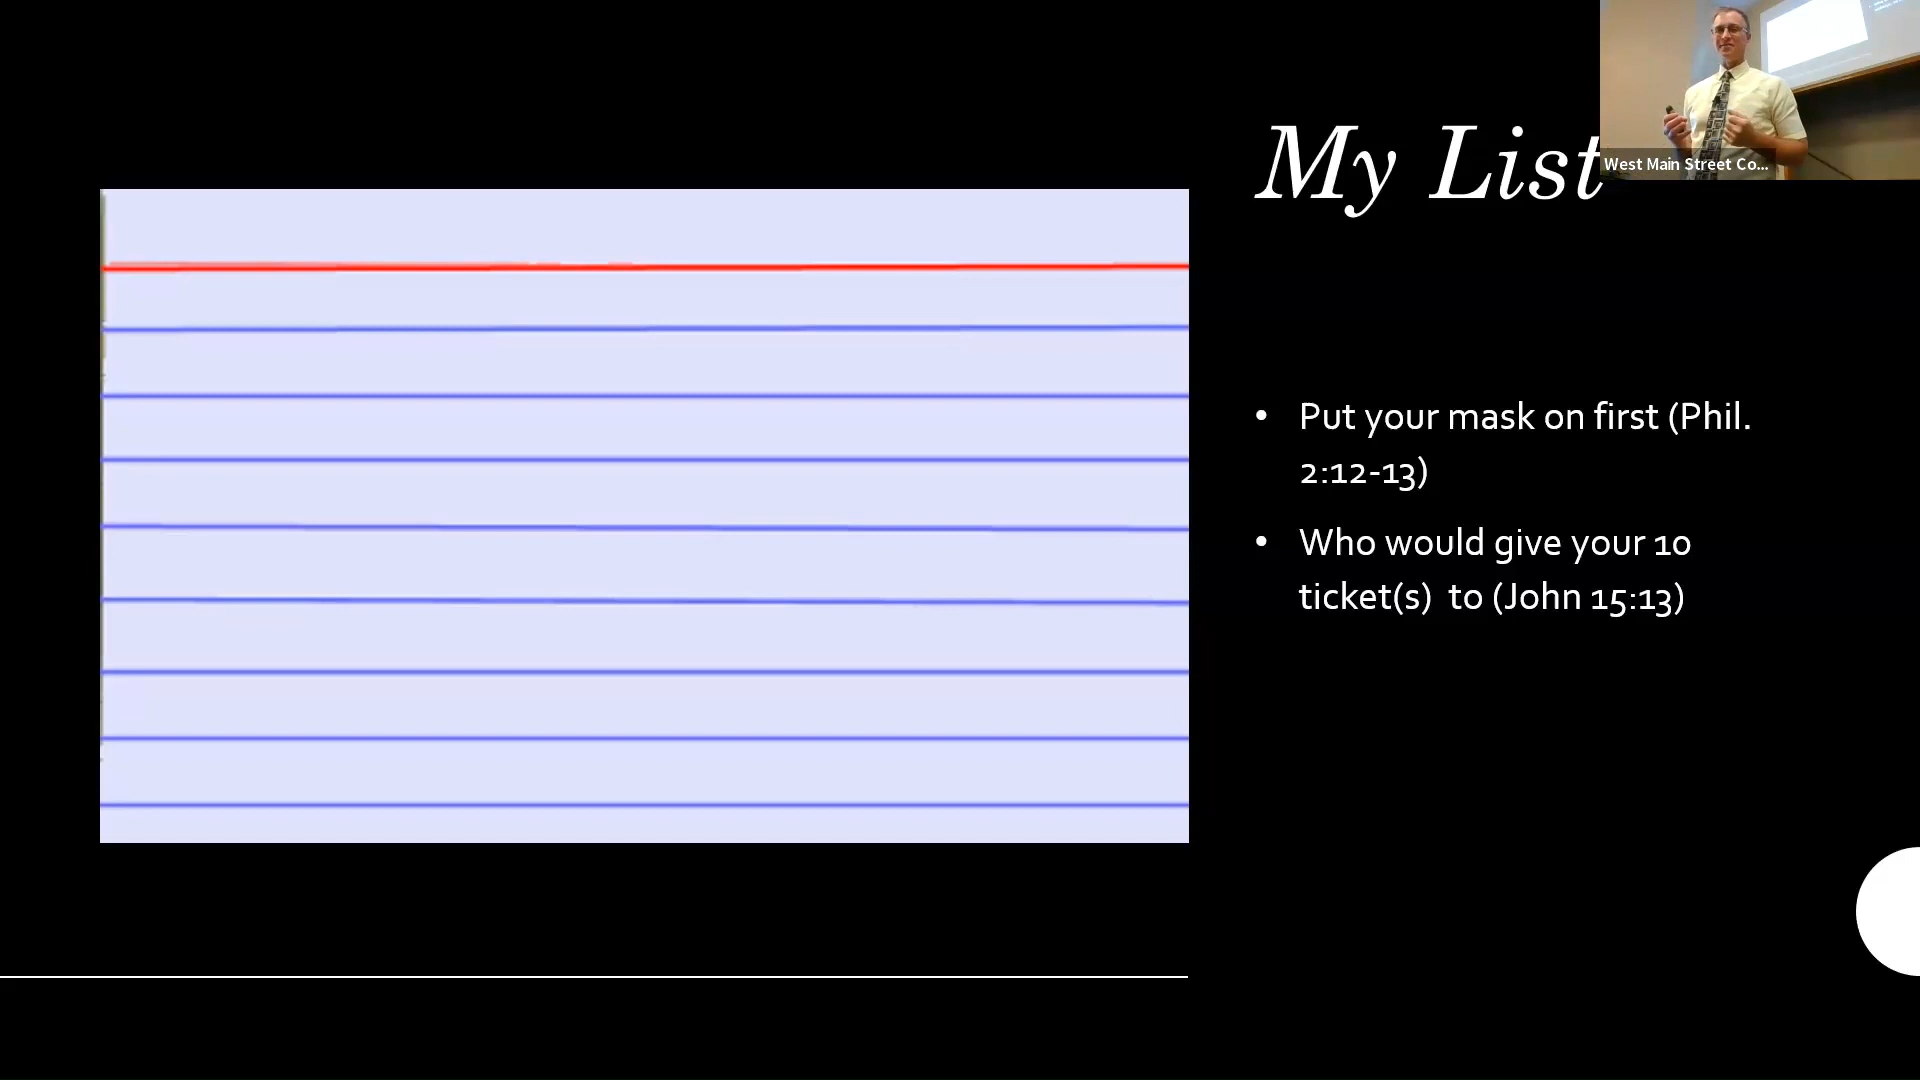 My List
West Main Street Co...
• Put your mask on first (Phil.
2:12-13)
• Who would give your 10
ticket(s) to (John 15:13)